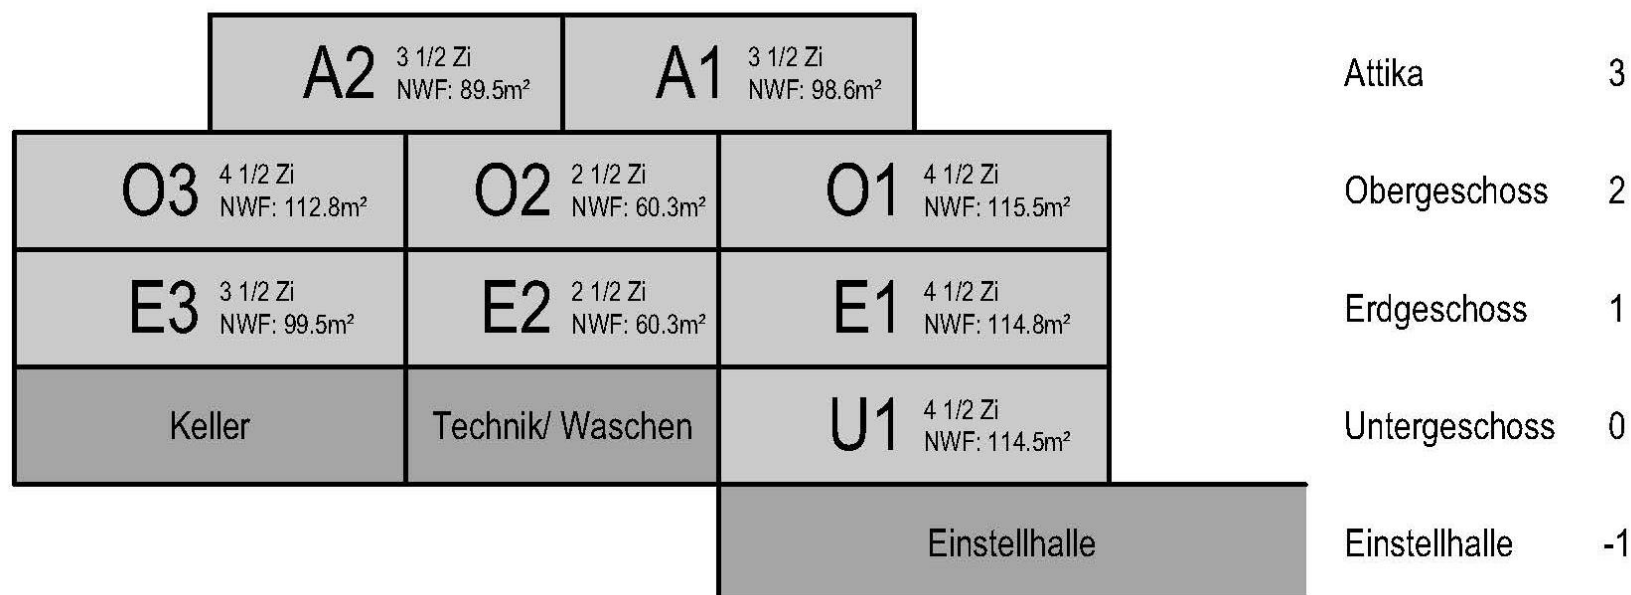 A2 3 1/2 Zi
NWF: 89.5m²
A1 3 1/2 Zi
NWF: 98.6m²
Attika 3
O3 4 1/2 Zi
NWF: 112.8m²
O2 2 1/2 Zi
NWF: 60.3m²
O1 4 1/2 Zi
NWF: 115.5m²
Obergeschoss 2
E3 3 1/2 Zi
NWF: 99.5m²
E2 2 1/2 Zi
NWF: 60.3m²
E1 4 1/2 Zi
NWF: 114.8m²
Erdgeschoss 1
Keller
Technik/ Waschen
U1 4 1/2 Zi
NWF: 114.5m²
Untergeschoss 0
Einstellhalle
Einstellhalle -1